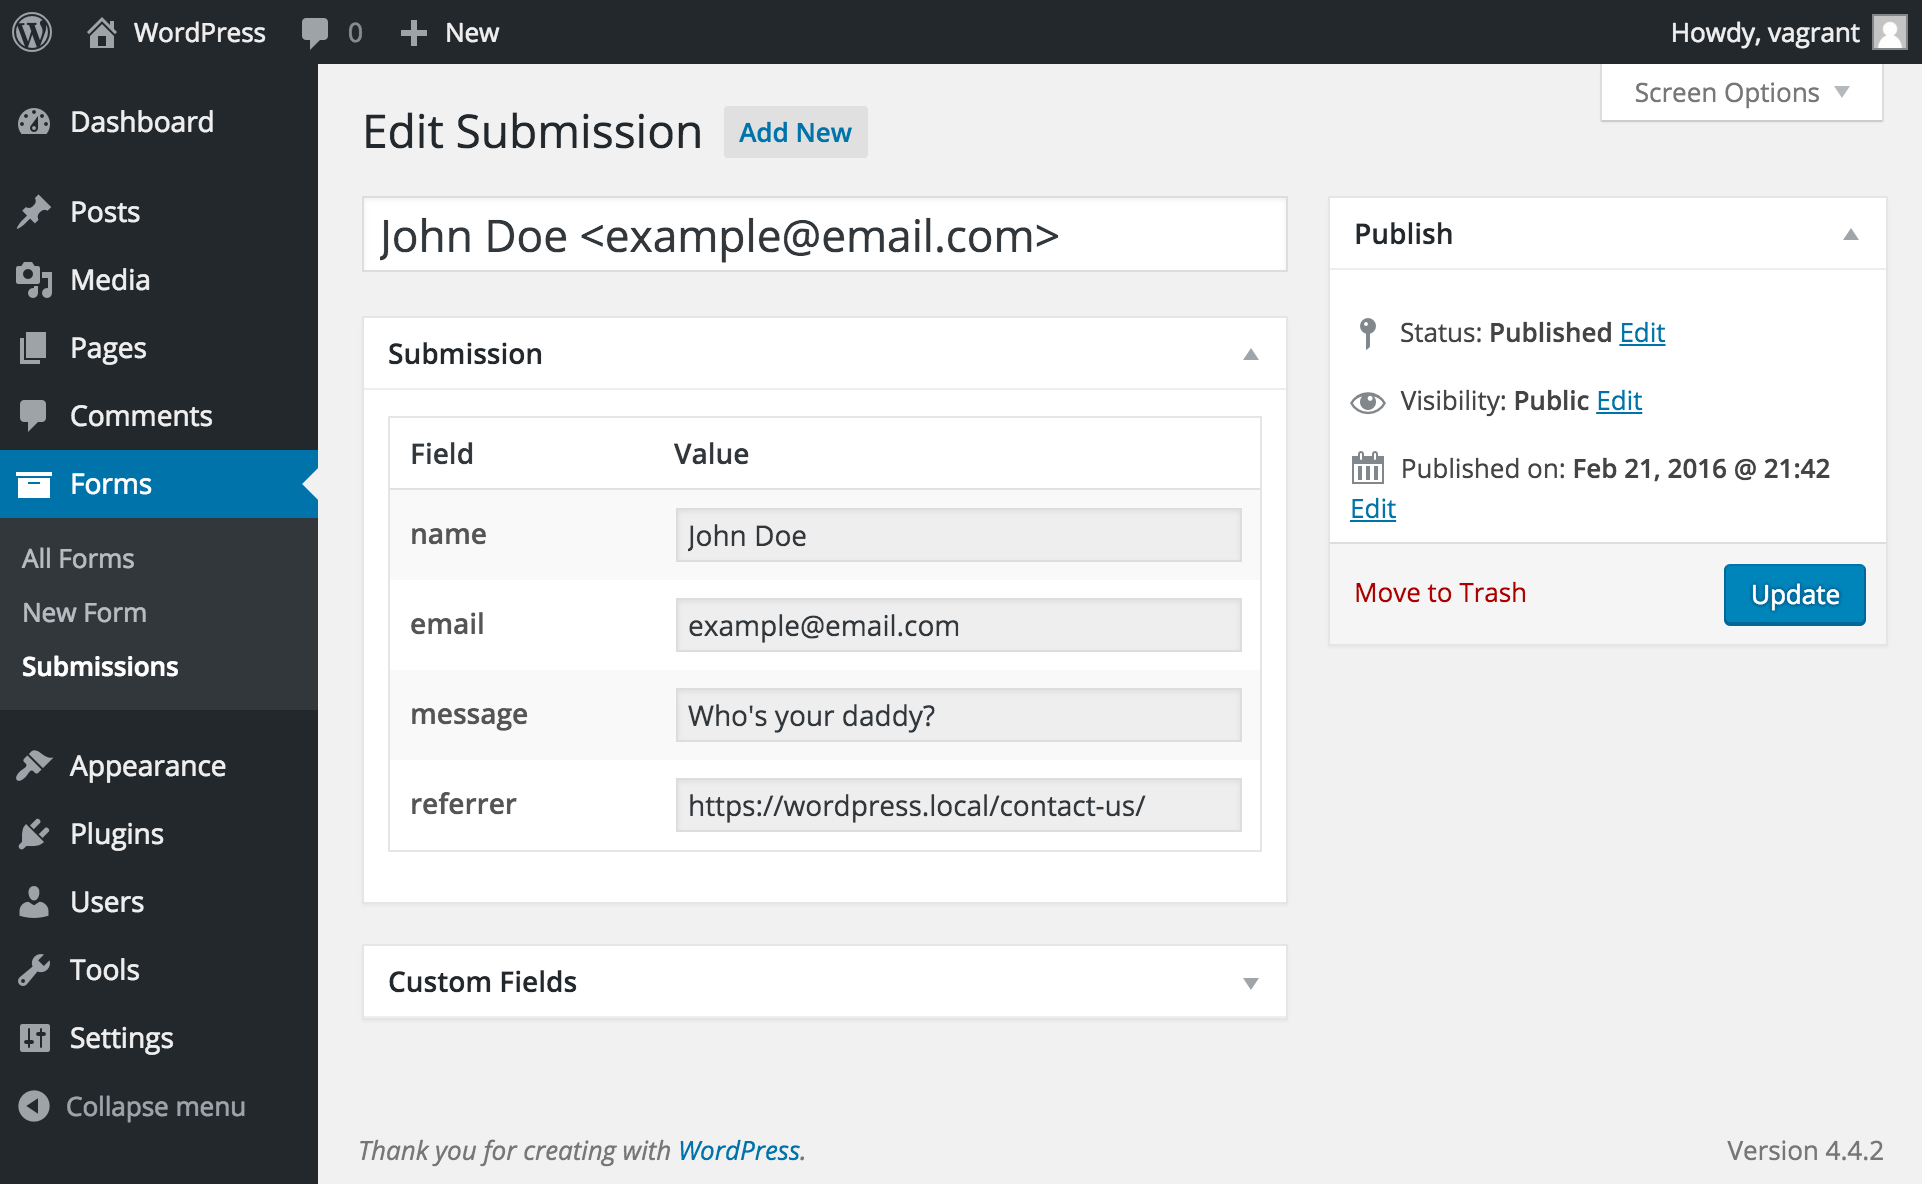 WordPress 0 New Howdy, vagrant
Screen Options
Dashboard
Posts
Media
Pages
Comments
Forms
All Forms
New Form
Submissions
Appearance
Plugins
Users
Tools
Settings
Collapse menu
Edit Submission Add New
John Doe <example@email.com>
Submission
Field Value
name John Doe
email example@email.com
message Who's your daddy?
referrer https://wordpress.local/contact-us/
Custom Fields
Publish
Status: Published Edit
Visibility: Public Edit
Published on: Feb 21, 2016 @ 21:42
Edit
Move to Trash Update
Thank you for creating with WordPress.
Version 4.4.2